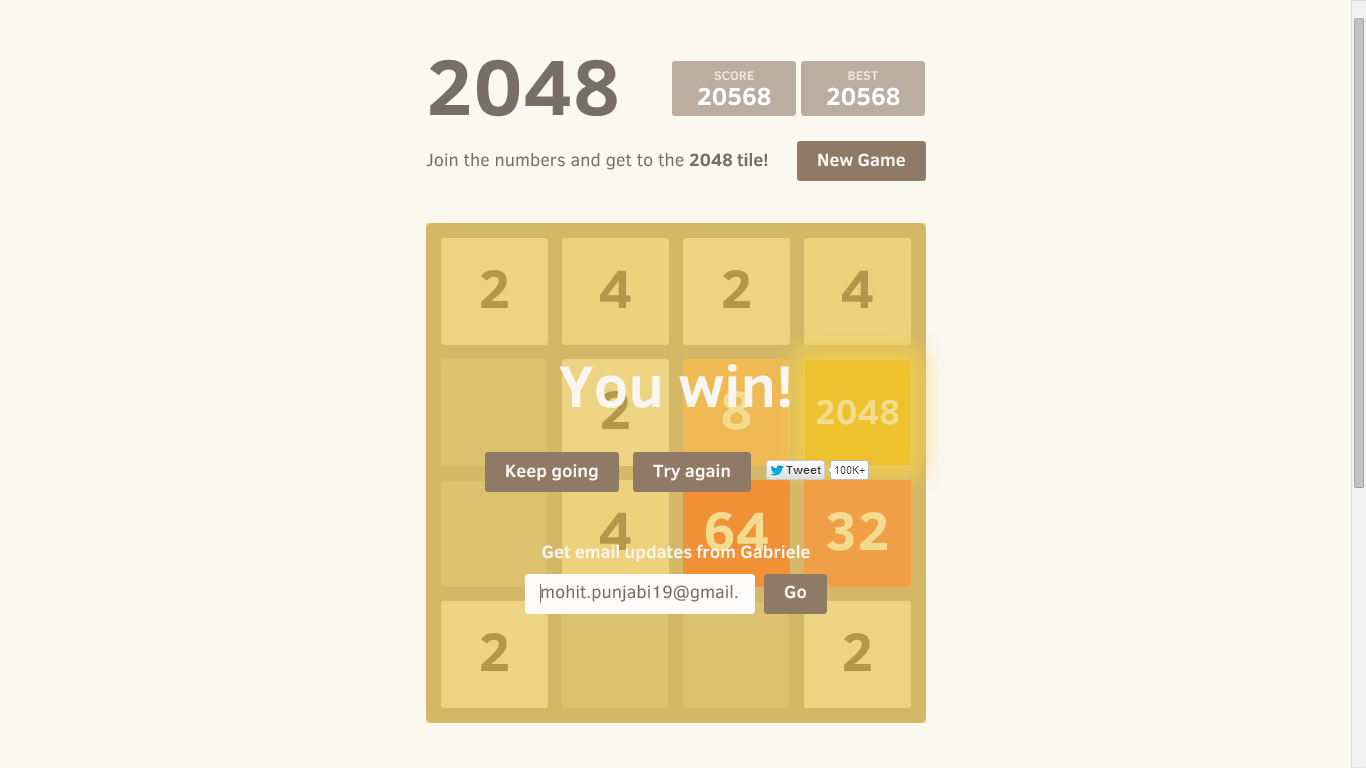 2048
SCORE
20568
BEST
20568
Join the numbers and get to the 2048 tile!
New Game
2 4 2 4
You win!
2 8 2048
Keep going
Try again
Tweet
100K+
4 64 32
Get email updates from Gabriele
mohit.punjabi19@gmail.
Go
2 2